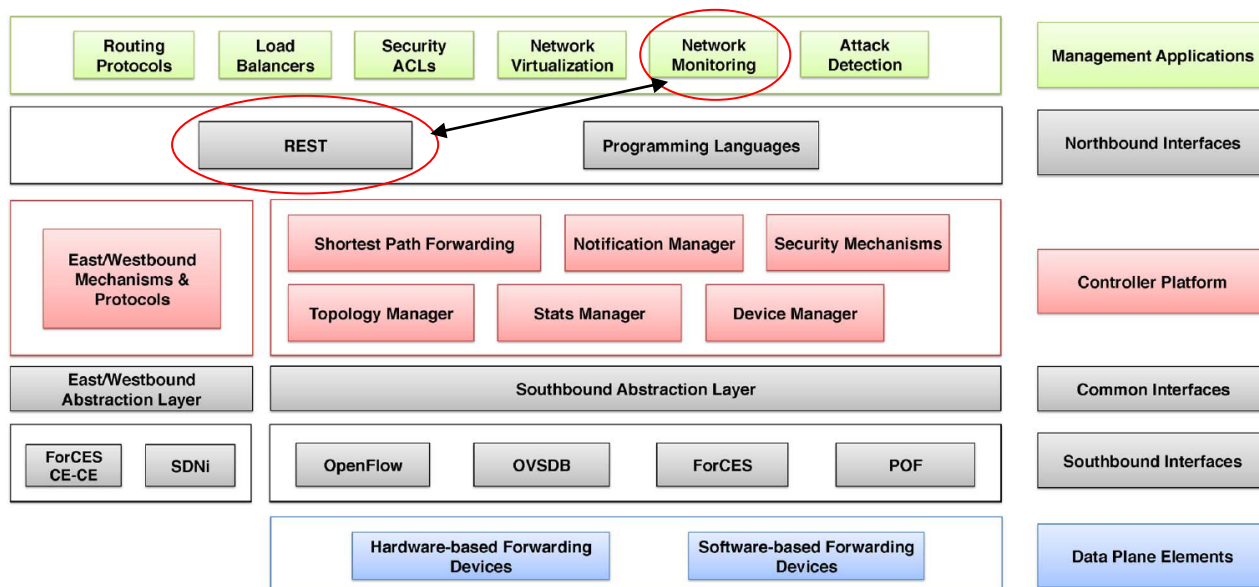 Routing
Protocols
Load
Balancers
Security
ACLs
Network
Virtualization
Network
Monitoring
Attack
Detection
Management Applications
REST
Programming Languages
Northbound Interfaces
East/Westbound
Mechanisms &
Protocols
Shortest Path Forwarding
Notification Manager
Security Mechanisms
Topology Manager
Stats Manager
Device Manager
Controller Platform
East/Westbound
Abstraction Layer
Southbound Abstraction Layer
Common Interfaces
ForCES
CE-CE
SDNi
OpenFlow
OVSDB
ForCES
POF
Southbound Interfaces
Hardware-based Forwarding
Devices
Software-based Forwarding
Devices
Data Plane Elements